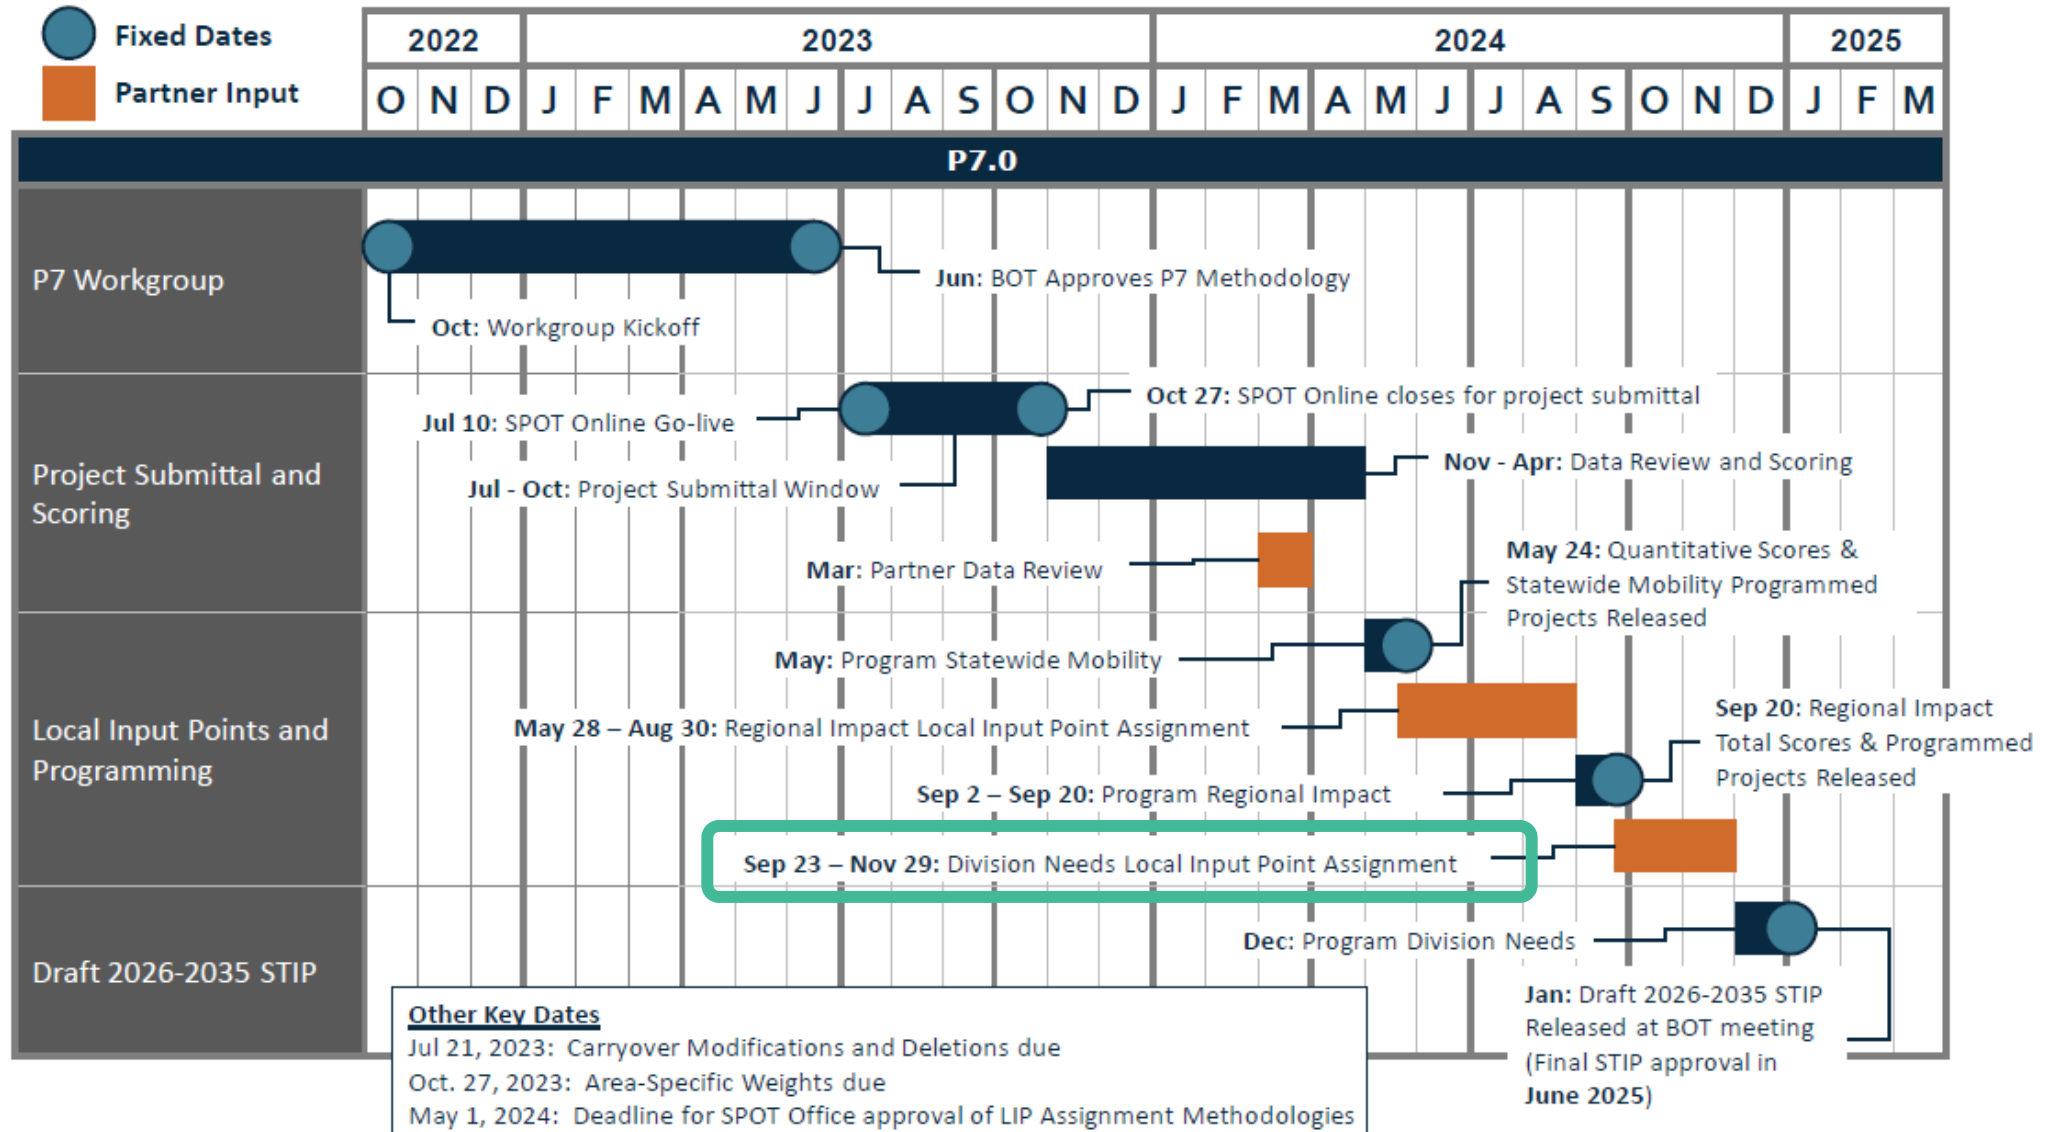 Fixed Dates
Partner Input
2022 2023 2024 2025
O N D J F M A M J J A S O N D J F M A M J J A S O N D J F M
P7.0
P7 Workgroup
Jun: BOT Approves P7 Methodology
Oct: Workgroup Kickoff
Project Submittal and
Scoring
Oct 27: SPOT Online closes for project submittal
Jul 10: SPOT Online Go-live
Nov - Apr: Data Review and Scoring
Jul - Oct: Project Submittal Window
Mar: Partner Data Review
May 24: Quantitative Scores &
Statewide Mobility Programmed
Projects Released
Local Input Points and
Programming
May: Program Statewide Mobility
May 28 – Aug 30: Regional Impact Local Input Point Assignment
Sep 20: Regional Impact
Total Scores & Programmed
Projects Released
Sep 2 – Sep 20: Program Regional Impact
Sep 23 – Nov 29: Division Needs Local Input Point Assignment
Draft 2026-2035 STIP
Dec: Program Division Needs
Jan: Draft 2026-2035 STIP
Released at BOT meeting
(Final STIP approval in
June 2025)
Other Key Dates
Jul 21, 2023: Carryover Modifications and Deletions due
Oct. 27, 2023: Area-Specific Weights due
May 1, 2024: Deadline for SPOT Office approval of LIP Assignment Methodologies